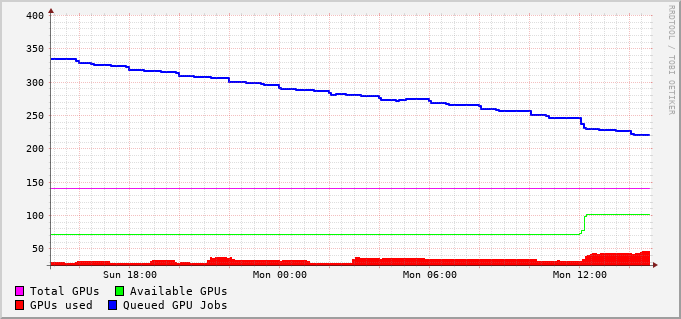 400
350
300
250
200
150
100
50
Sun 18:00 Mon 00:00 Mon 06:00 Mon 12:00
Total GPUs Available GPUs
GPUs used Queued GPU Jobs
RRDTOOL / TOBI OETIKER